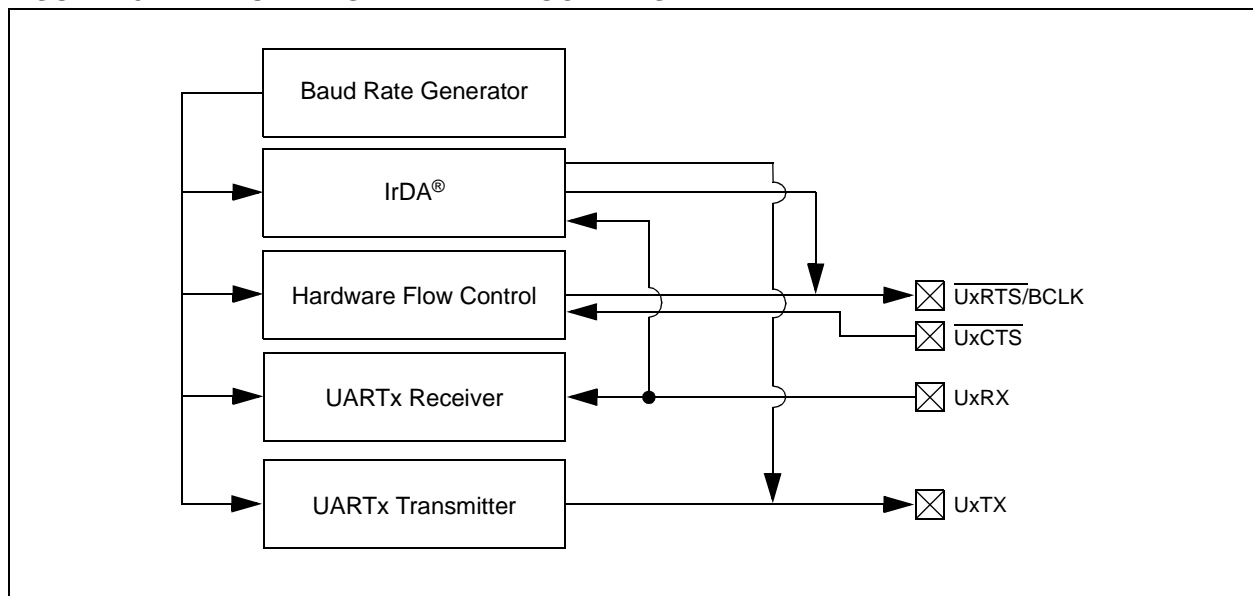 Baud Rate Generator
IrDA®
Hardware Flow Control
UxRTS/BCLK
UxCTS
UARTx Receiver
UxRX
UARTx Transmitter
UxTX